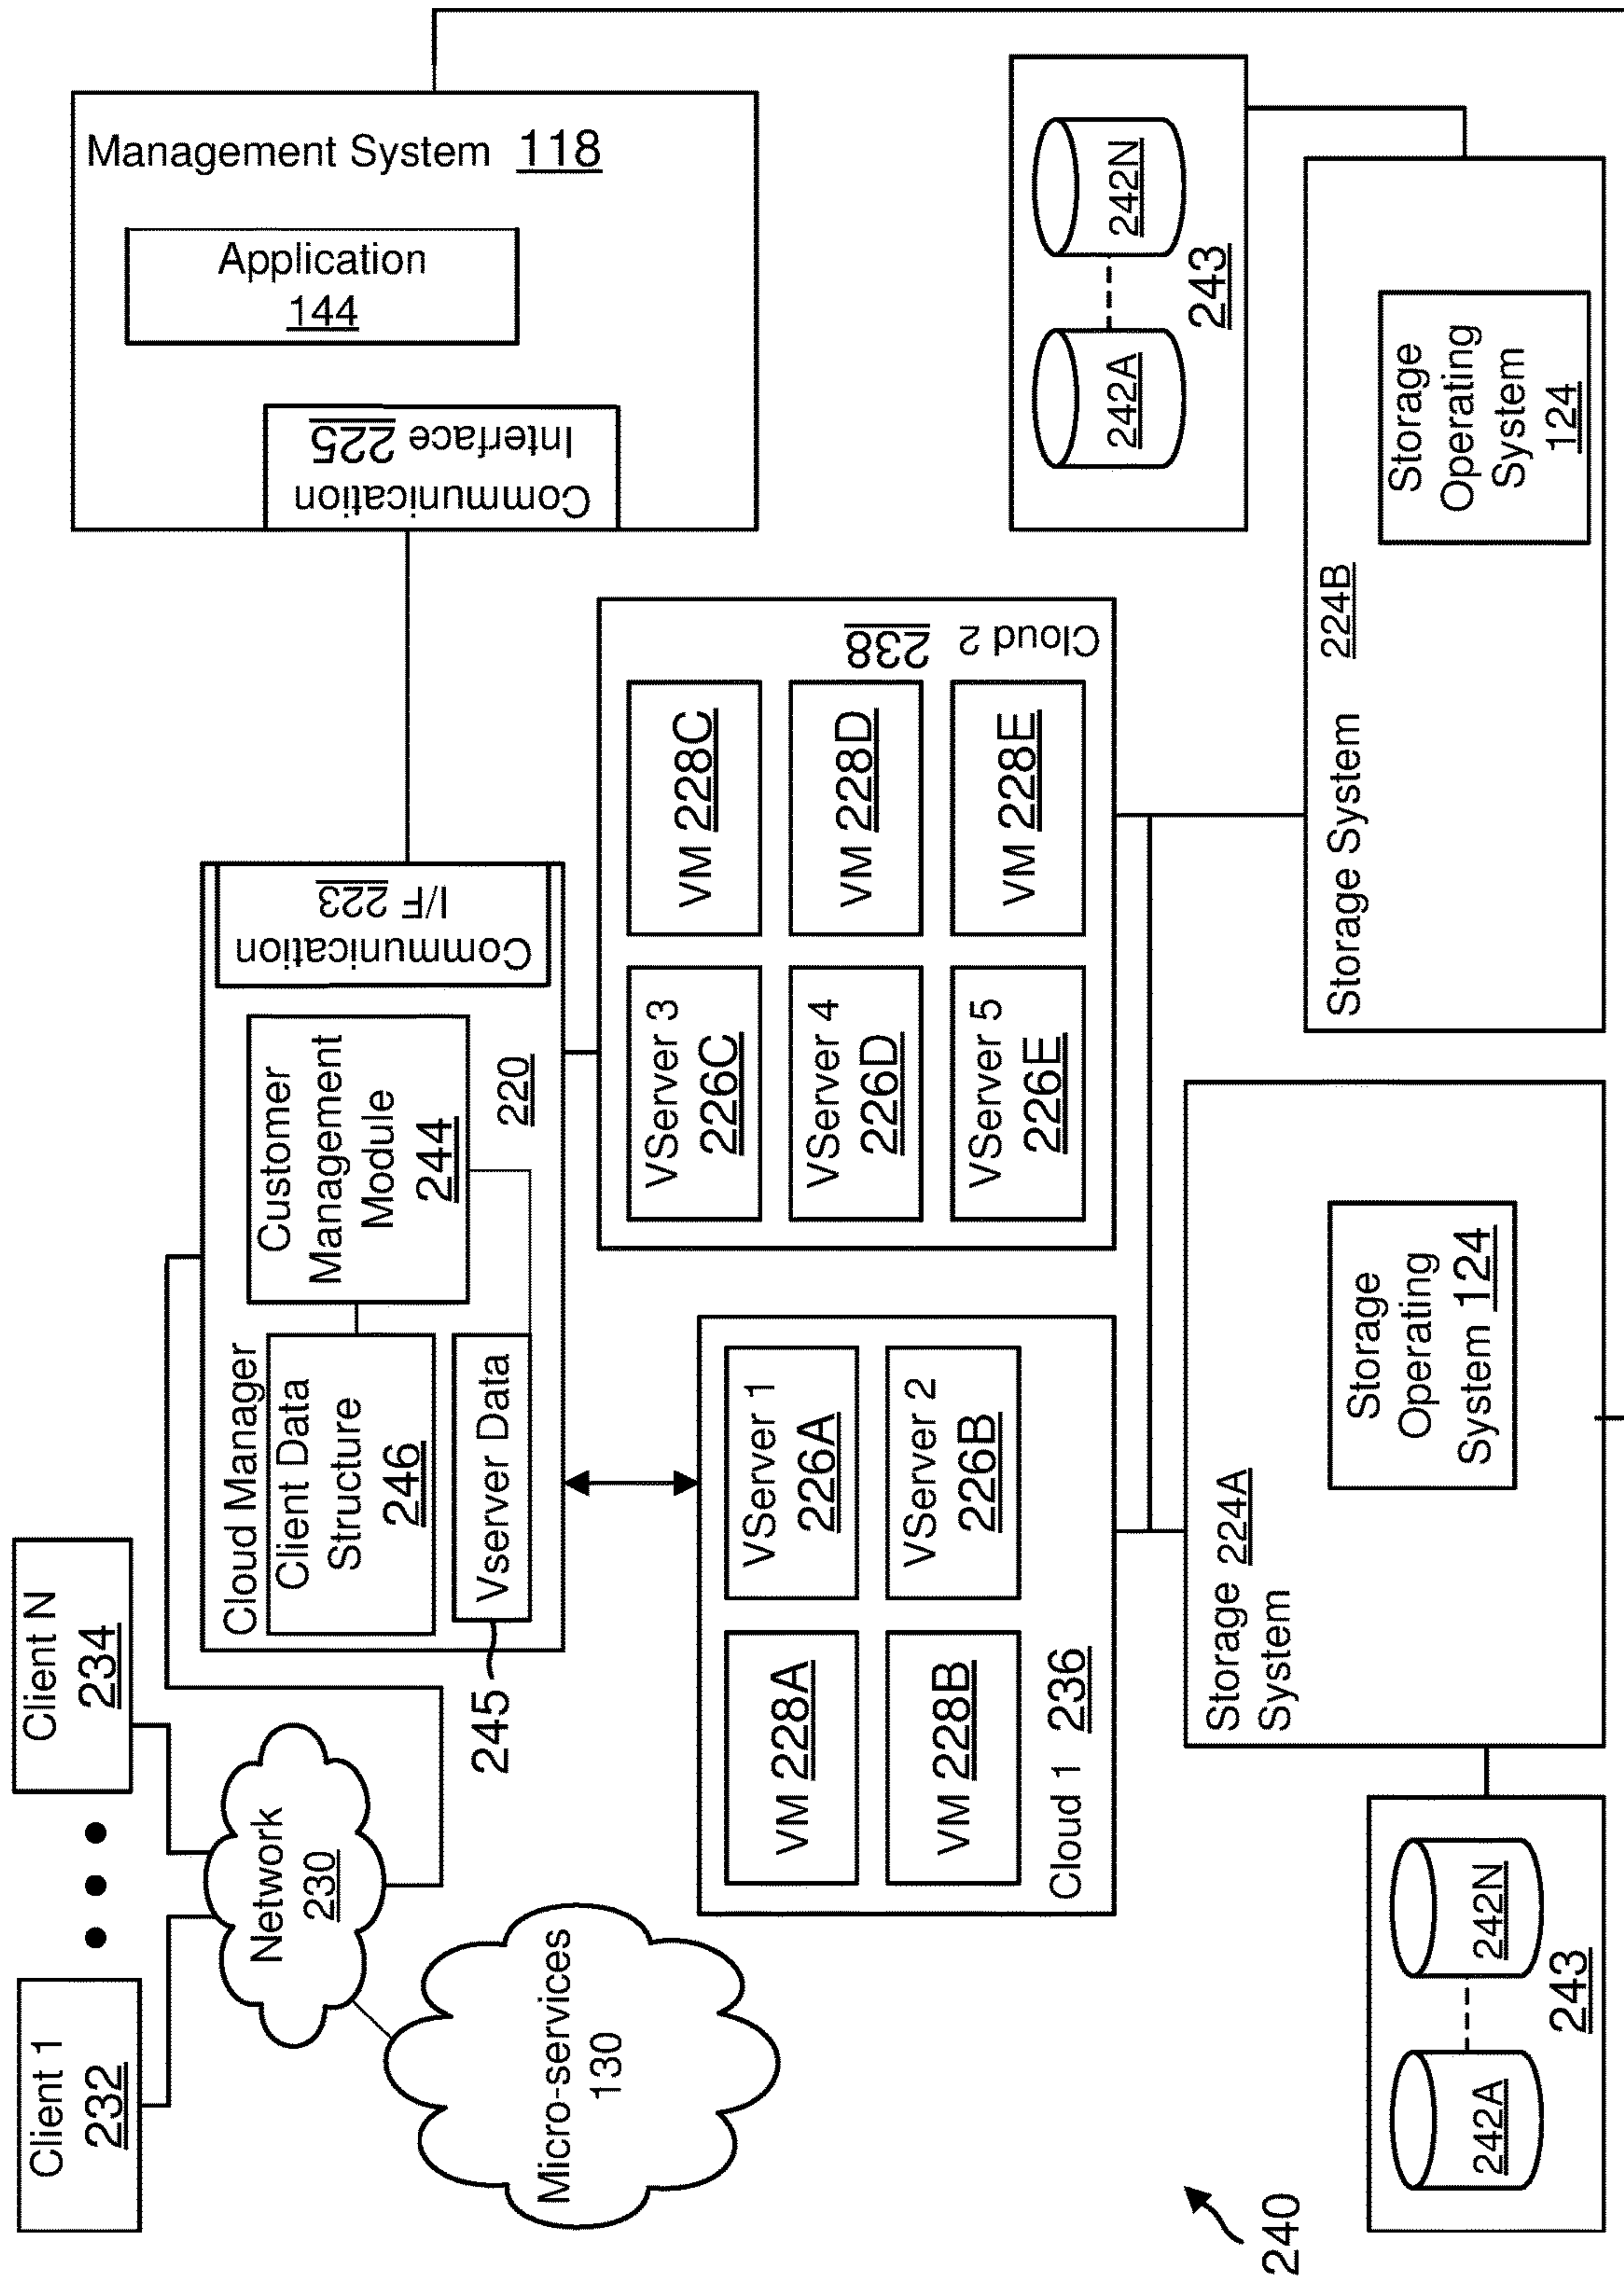 Client 1
232
Client N
234
Network
230
Micro-services
130
Cloud Manager
Client Data
Structure
246
Vserver Data
245
Customer
Management
Module
244
220
Communication
I/F 223
Management System 118
Application
144
Communication
Interface 225
VM 228A
VServer 1
226A
VM 228B
VServer 2
226B
Cloud 1 236
VServer 3
226C
VM 228C
VServer 4
226D
VM 228D
VServer 5
226E
VM 228E
Cloud 2 238
242A
242N
243
Storage 224A
System
Storage
Operating
System 124
Storage System 224B
Storage
Operating
System
124
242A
242N
243
240